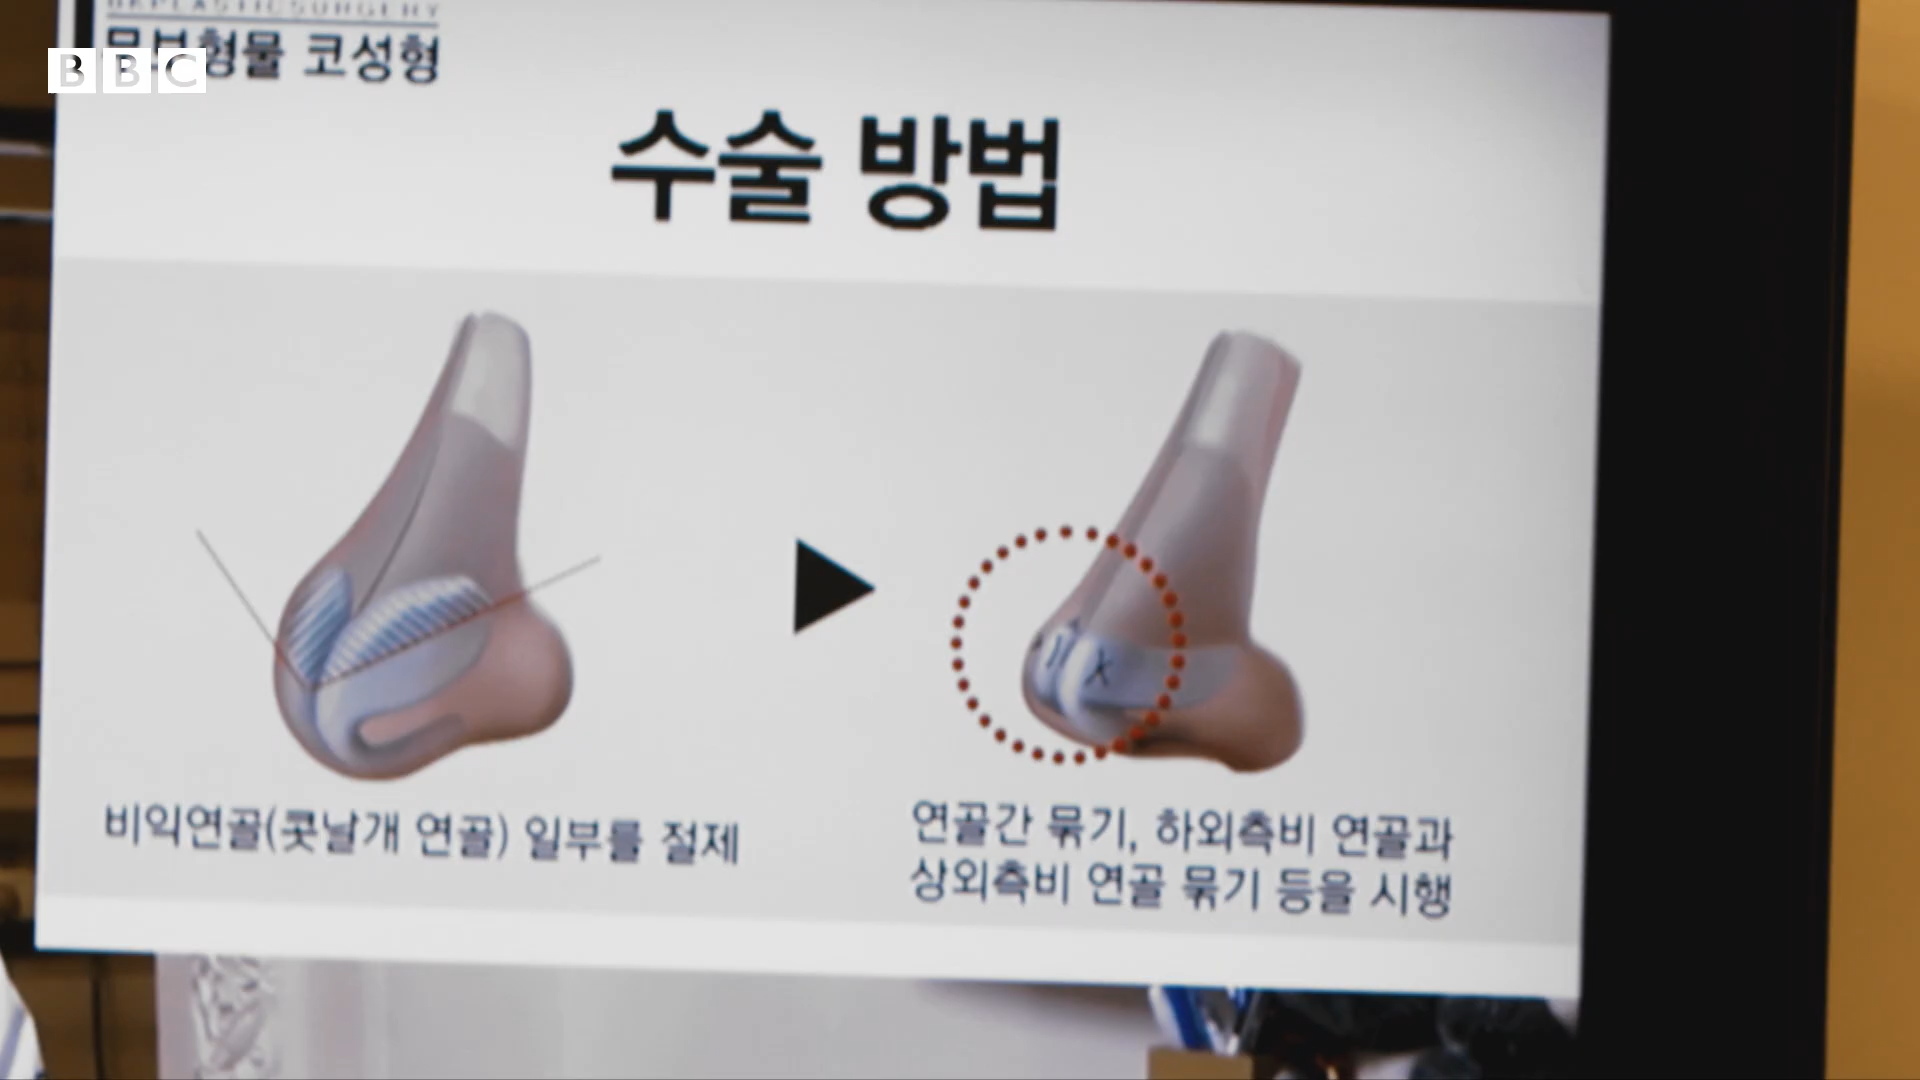 BBC
코성형
수술 방법
비익연골(콧날개 연골) 일부를 절제
연골간 묶기, 하외측비 연골과
상외측비 연골 묶기 등을 시행